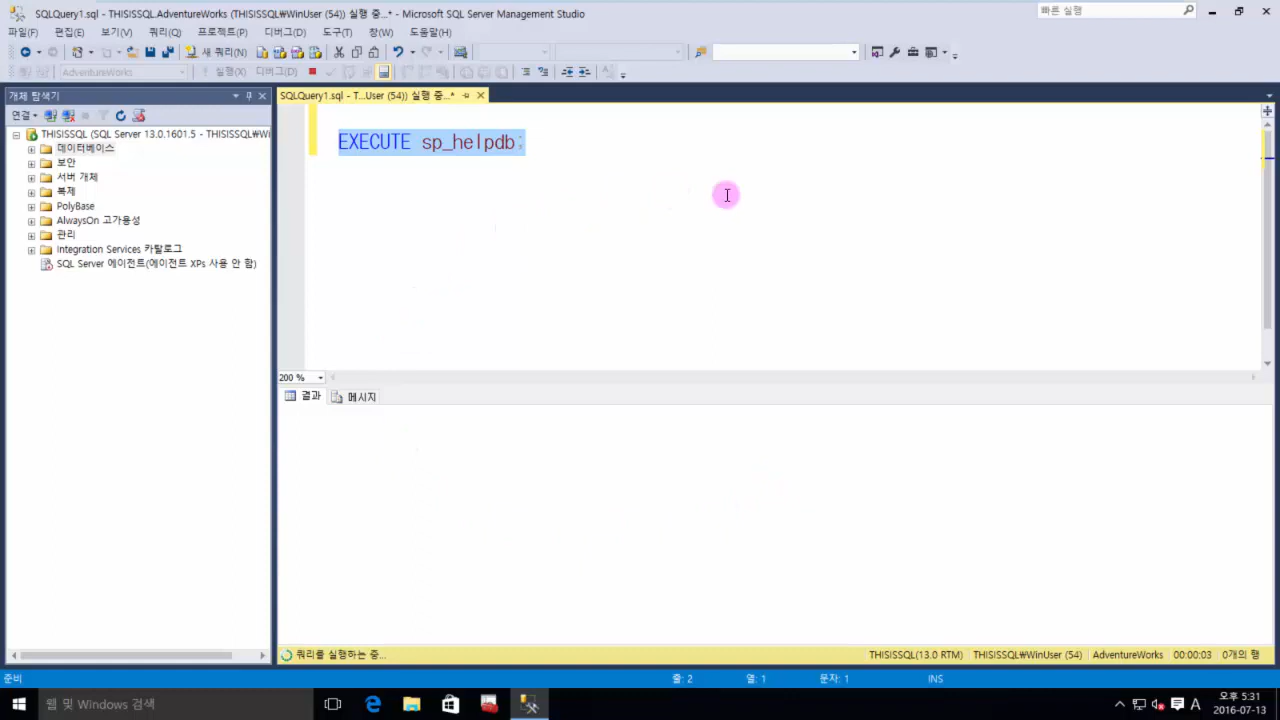 SQLQuery1.sql - THISISSQL.AdventureWorks (THISISSQL₩WinUser (54)) 실행 중...* - Microsoft SQL Server Management Studio
빠른 실행
파일(F) 편집(E) 보기(V) 쿼리(Q) 프로젝트(P) 디버그(D) 도구(T) 창(W) 도움말(H)
새 쿼리(N)
AdventureWorks 실행(X) 디버그(D)
개체 탐색기
SQLQuery1.sql - T...User (54)) 실행 중...*
연결
THISISSQL (SQL Server 13.0.1601.5 - THISISSQL₩Wi
데이터베이스
보안
서버 개체
복제
PolyBase
AlwaysOn 고가용성
관리
Integration Services 카탈로그
SQL Server 에이전트(에이전트 XPs 사용 안 함)
EXECUTE sp_helpdb;
200 %
결과 메시지
쿼리를 실행하는 중...
THISISSQL(13.0 RTM) THISISSQL₩WinUser (54) AdventureWorks 00:00:03 0개의 행
준비 줄: 2 열: 1 문자: 1 INS
웹 및 Windows 검색
A
오후 5:31
2016-07-13